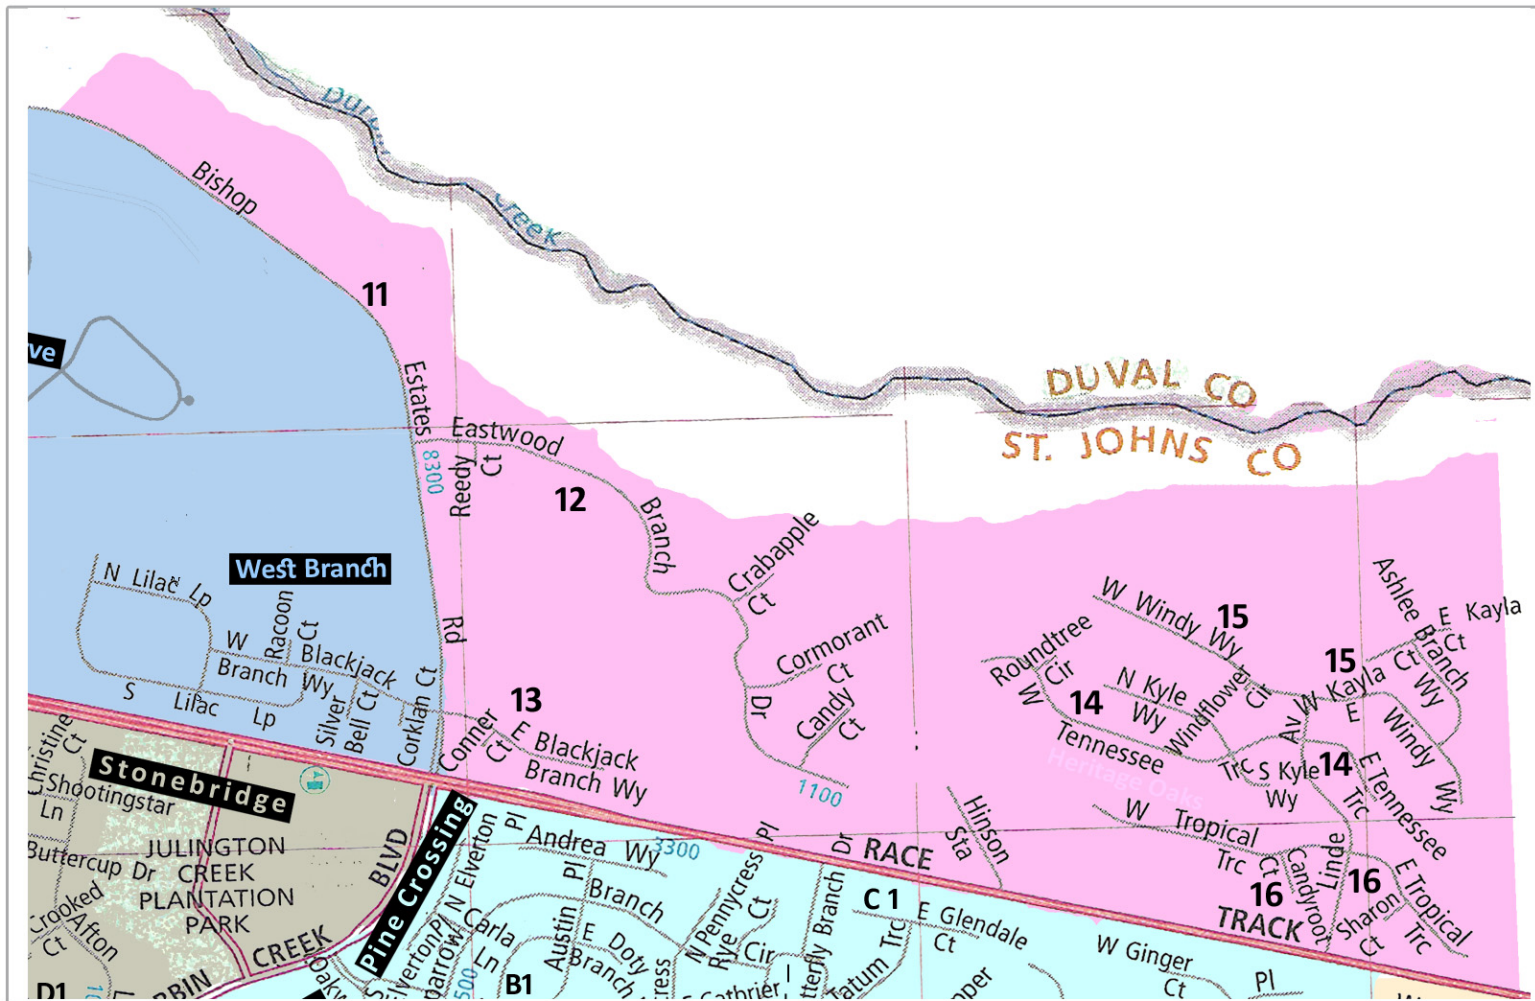 Durbin
Creek
Bishop
11
ve
Estates
DUVAL CO
ST. JOHNS CO
Eastwood
Branch
Dr
8300
Reedy
Ct
12
Crabapple
Ct
Cormorant
Ct
Candy
Ct
1100
West Branch
N Lilac Lp
S Lilac Lp
Racoon
Ct
W Blackjack
Branch Wy
Silver
Bell Ct
Corklan Ct
Rd
Conner
Ct
13
E Blackjack
Branch Wy
W Windy Wy
15
Ashlee Branch
Ct
E Kayla
Ct
Wy
Roundtree
Cir
W
Tennessee
Trc
14
N Kyle
Wy
Windflower
Cir
15
W Kayla
E
Windy
Wy
Av
S Kyle
Wy
14
E Tennessee
Trc
Heritage Oaks
W Tropical
Trc
Linde
Candyroot
Ct
16
16
E Tropical
Trc
Sharon
Ct
Hinson
Sta
RACE
TRACK
Christine
Ct
Shootingstar
Ln
Stonebridge
Buttercup Dr
JULINGTON
CREEK
PLANTATION
PARK
Crooked
Ct
Afton
D1
BLVD
CREEK
Pine Crossing
N Elverton
Pl
Andrea Wy
3300
Pl
Branch
Carla
Ln
Austin
E Doty
Branch
B1
N Pennycress
Pl
Rye Ct
Cir
Dr
C 1
E Glendale
Ct
Tatum Trc
W Ginger
Ct
Pl